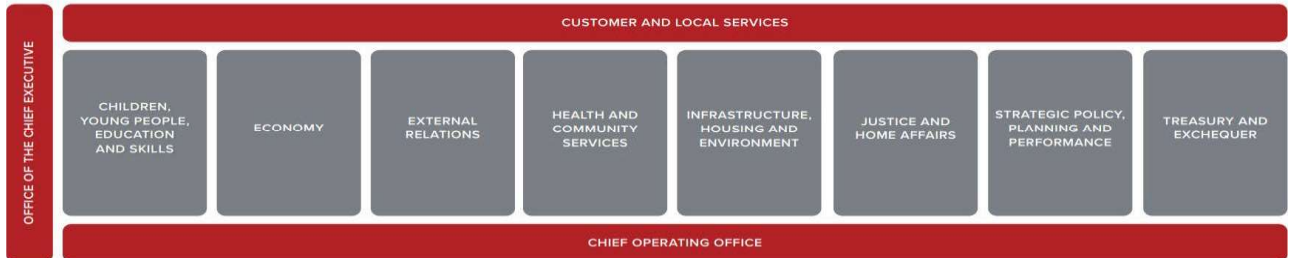 OFFICE OF THE CHIEF EXECUTIVE
CUSTOMER AND LOCAL SERVICES
CHILDREN,
YOUNG PEOPLE,
EDUCATION
AND SKILLS
ECONOMY
EXTERNAL
RELATIONS
HEALTH AND
COMMUNITY
SERVICES
INFRASTRUCTURE,
HOUSING AND
ENVIRONMENT
JUSTICE AND
HOME AFFAIRS
STRATEGIC POLICY,
PLANNING AND
PERFORMANCE
TREASURY AND
EXCHEQUER
CHIEF OPERATING OFFICE